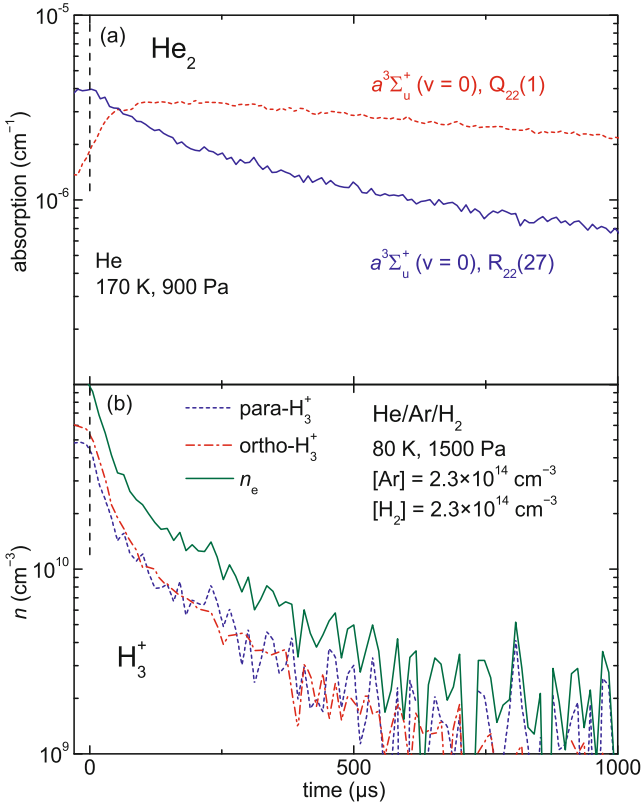 10⁻⁵
(a)
He₂
a³Σᵤ⁺ (v = 0), Q₂₂(1)
absorption (cm⁻¹)
10⁻⁶
He
170 K, 900 Pa
a³Σᵤ⁺ (v = 0), R₂₂(27)
(b)
para-H₃⁺
ortho-H₃⁺
nₑ
He/Ar/H₂
80 K, 1500 Pa
[Ar] = 2.3×10¹⁴ cm⁻³
[H₂] = 2.3×10¹⁴ cm⁻³
n (cm⁻³)
10¹⁰
H₃⁺
10⁹
0 500 1000
time (µs)